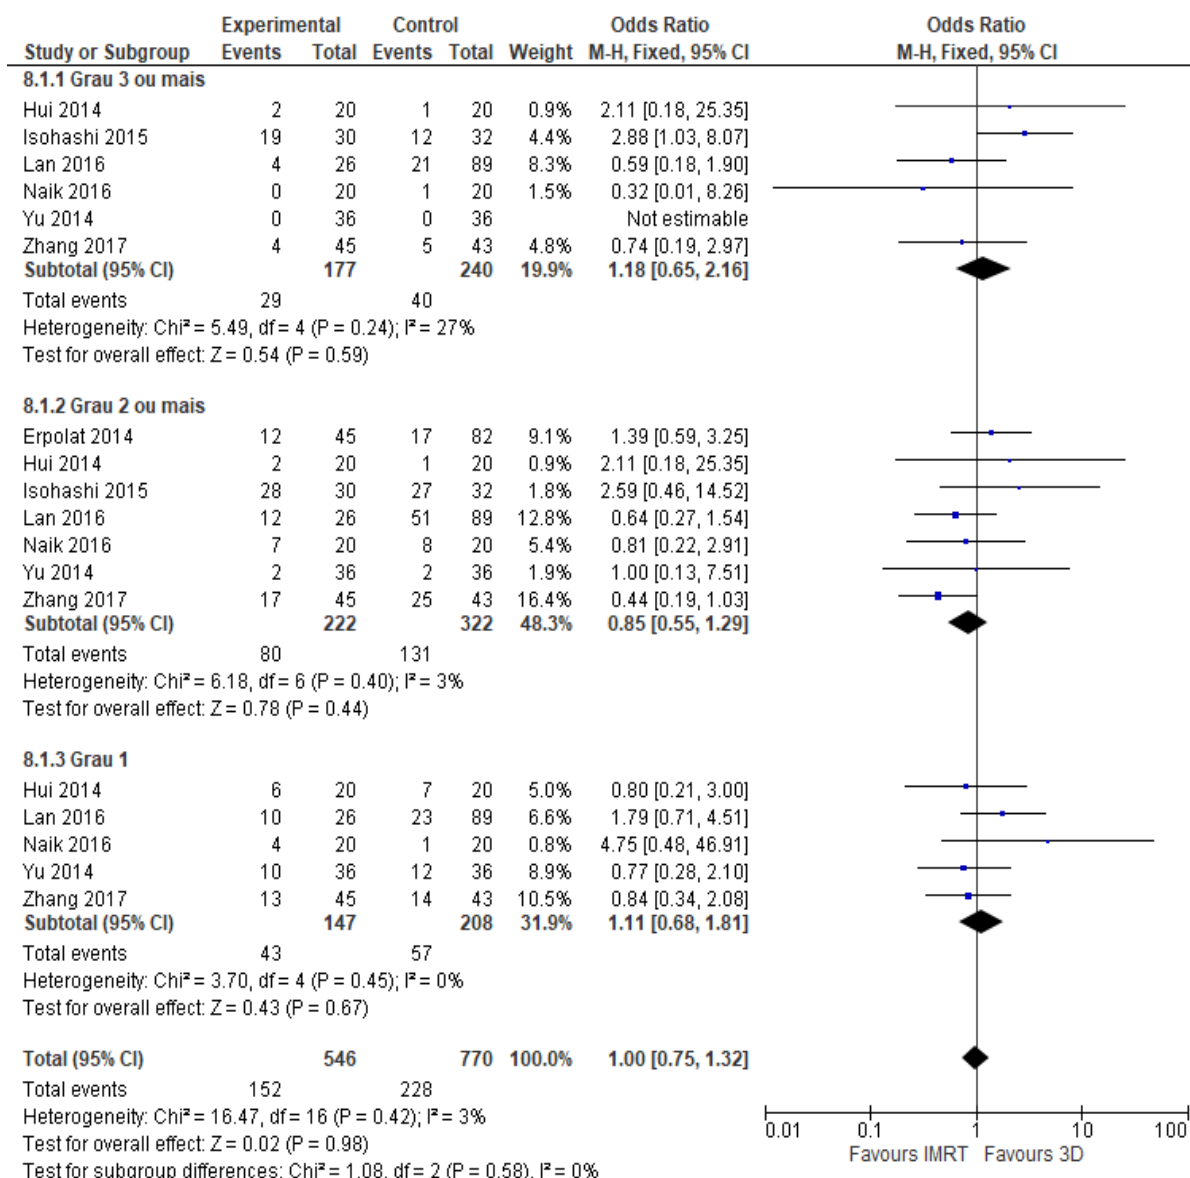 Experimental Control Odds Ratio Odds Ratio
Study or Subgroup Events Total Events Total Weight M-H, Fixed, 95% CI M-H, Fixed, 95% CI
8.1.1 Grau 3 ou mais
Hui 2014 2 20 1 20 0.9% 2.11 [0.18, 25.35]
Isohashi 2015 19 30 12 32 4.4% 2.88 [1.03, 8.07]
Lan 2016 4 26 21 89 8.3% 0.59 [0.18, 1.90]
Naik 2016 0 20 1 20 1.5% 0.32 [0.01, 8.26]
Yu 2014 0 36 0 36 Not estimable
Zhang 2017 4 45 5 43 4.8% 0.74 [0.19, 2.97]
Subtotal (95% CI) 177 240 19.9% 1.18 [0.65, 2.16]
Total events 29 40
Heterogeneity: Chi² = 5.49, df = 4 (P = 0.24); I² = 27%
Test for overall effect: Z = 0.54 (P = 0.59)
8.1.2 Grau 2 ou mais
Erpolat 2014 12 45 17 82 9.1% 1.39 [0.59, 3.25]
Hui 2014 2 20 1 20 0.9% 2.11 [0.18, 25.35]
Isohashi 2015 28 30 27 32 1.8% 2.59 [0.46, 14.52]
Lan 2016 12 26 51 89 12.8% 0.64 [0.27, 1.54]
Naik 2016 7 20 8 20 5.4% 0.81 [0.22, 2.91]
Yu 2014 2 36 2 36 1.9% 1.00 [0.13, 7.51]
Zhang 2017 17 45 25 43 16.4% 0.44 [0.19, 1.03]
Subtotal (95% CI) 222 322 48.3% 0.85 [0.55, 1.29]
Total events 80 131
Heterogeneity: Chi² = 6.18, df = 6 (P = 0.40); I² = 3%
Test for overall effect: Z = 0.78 (P = 0.44)
8.1.3 Grau 1
Hui 2014 6 20 7 20 5.0% 0.80 [0.21, 3.00]
Lan 2016 10 26 23 89 6.6% 1.79 [0.71, 4.51]
Naik 2016 4 20 1 20 0.8% 4.75 [0.48, 46.91]
Yu 2014 10 36 12 36 8.9% 0.77 [0.28, 2.10]
Zhang 2017 13 45 14 43 10.5% 0.84 [0.34, 2.08]
Subtotal (95% CI) 147 208 31.9% 1.11 [0.68, 1.81]
Total events 43 57
Heterogeneity: Chi² = 3.70, df = 4 (P = 0.45); I² = 0%
Test for overall effect: Z = 0.43 (P = 0.67)
Total (95% CI) 546 770 100.0% 1.00 [0.75, 1.32]
Total events 152 228
Heterogeneity: Chi² = 16.47, df = 16 (P = 0.42); I² = 3%
Test for overall effect: Z = 0.02 (P = 0.98)
Test for subgroup differences: Chi² = 1.08, df = 2 (P = 0.58), I² = 0%
0.01 0.1 1 10 100
Favours IMRT Favours 3D